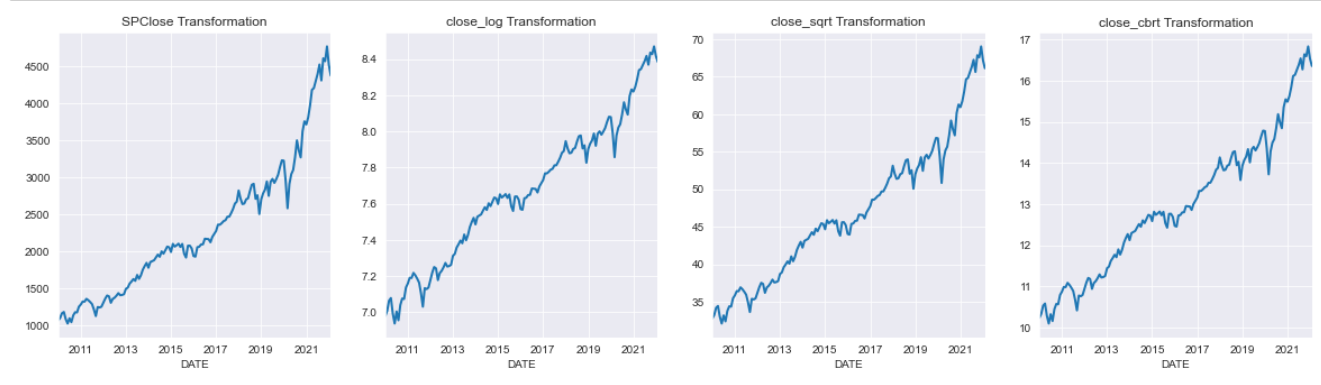 SPClose Transformation
4500
4000
3500
3000
2500
2000
1500
1000
2011 2013 2015 2017 2019 2021
DATE
close_log Transformation
8.4
8.2
8.0
7.8
7.6
7.4
7.2
7.0
2011 2013 2015 2017 2019 2021
DATE
close_sqrt Transformation
70
65
60
55
50
45
40
35
2011 2013 2015 2017 2019 2021
DATE
close_cbrt Transformation
17
16
15
14
13
12
11
10
2011 2013 2015 2017 2019 2021
DATE